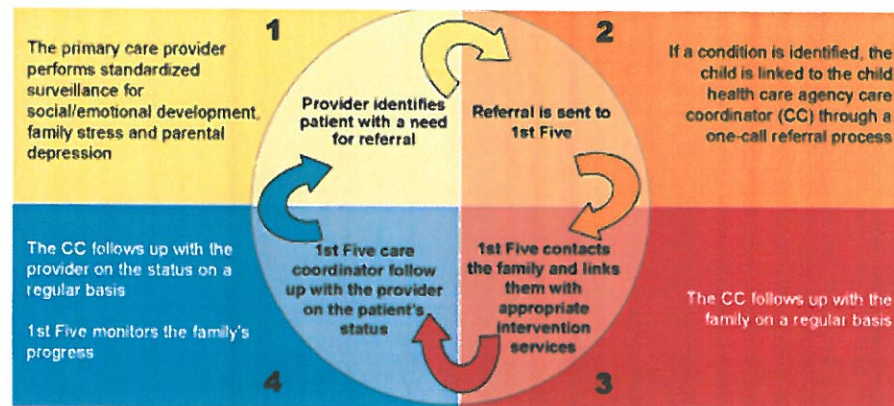 1
The primary care provider
performs standardized
surveillance for
social/emotional development,
family stress and parental
depression
Provider identifies
patient with a need
for referral
2
Referral is sent to
1st Five
If a condition is identified, the
child is linked to the child
health care agency care
coordinator (CC) through a
one-call referral process
1st Five contacts
the family and links
them with
appropriate
intervention
services
The CC follows up with the
family on a regular basis
3
The CC follows up with the
provider on the status on a
regular basis
1st Five monitors the family's
progress
1st Five care
coordinator follow
up with the provider
on the patient's
status
4